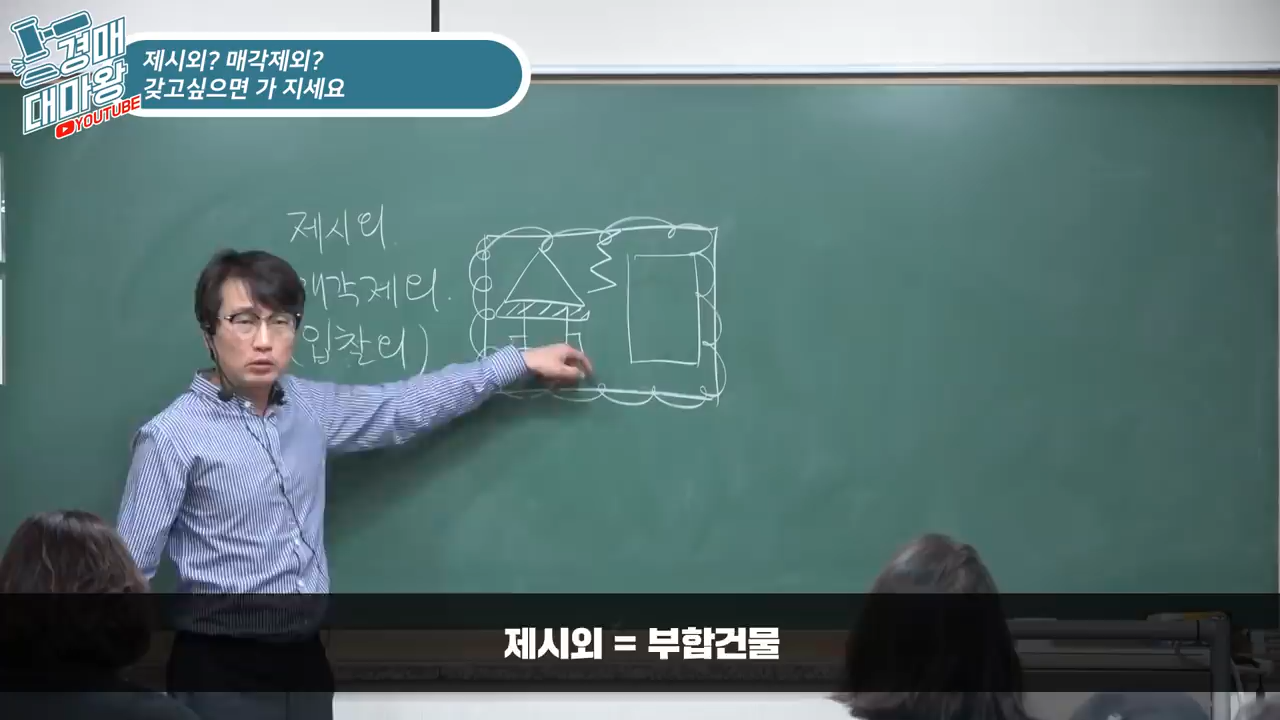 경매
대마왕
YOUTUBE
제시외? 매각제외?
갖고싶으면 가 지세요
제시외.
매각제외.
(입찰외)
제시외 = 부합건물